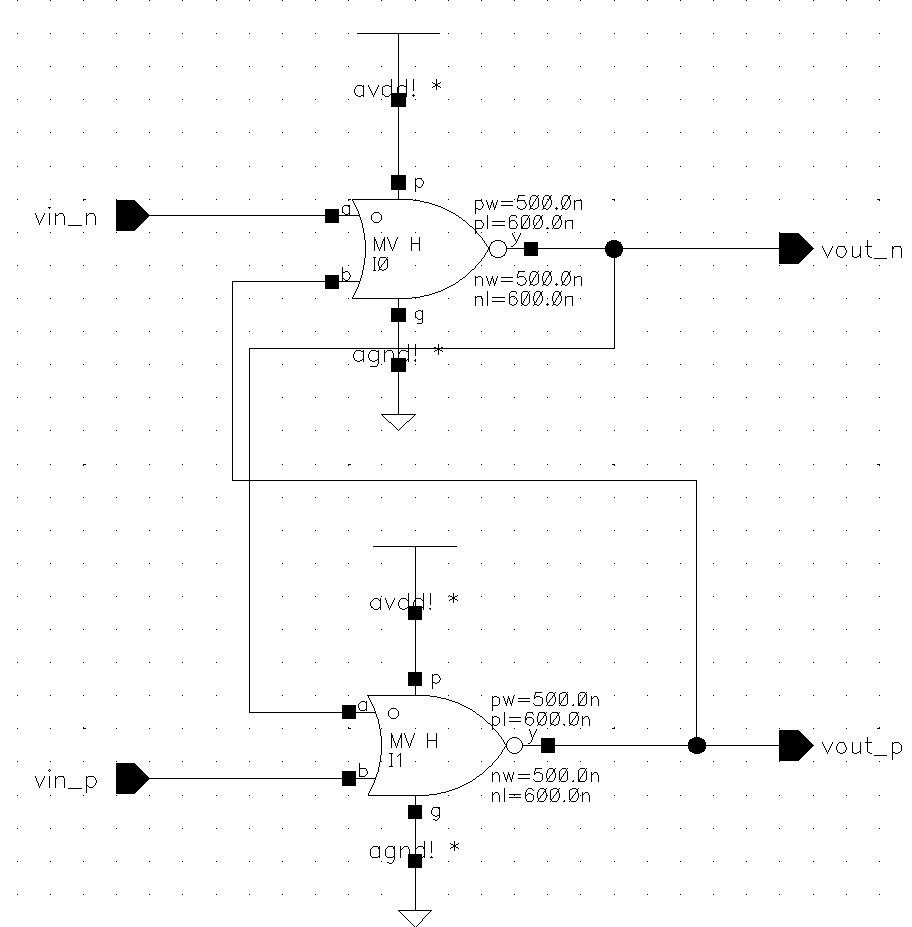 avdd! *
p
vin_n
a
pw=500.0n
pl=600.0n
MV H
I0
y
vout_n
b
nw=500.0n
nl=600.0n
g
agnd! *
avdd! *
p
a
pw=500.0n
pl=600.0n
MV H
I1
y
vout_p
vin_p
b
nw=500.0n
nl=600.0n
g
agnd! *